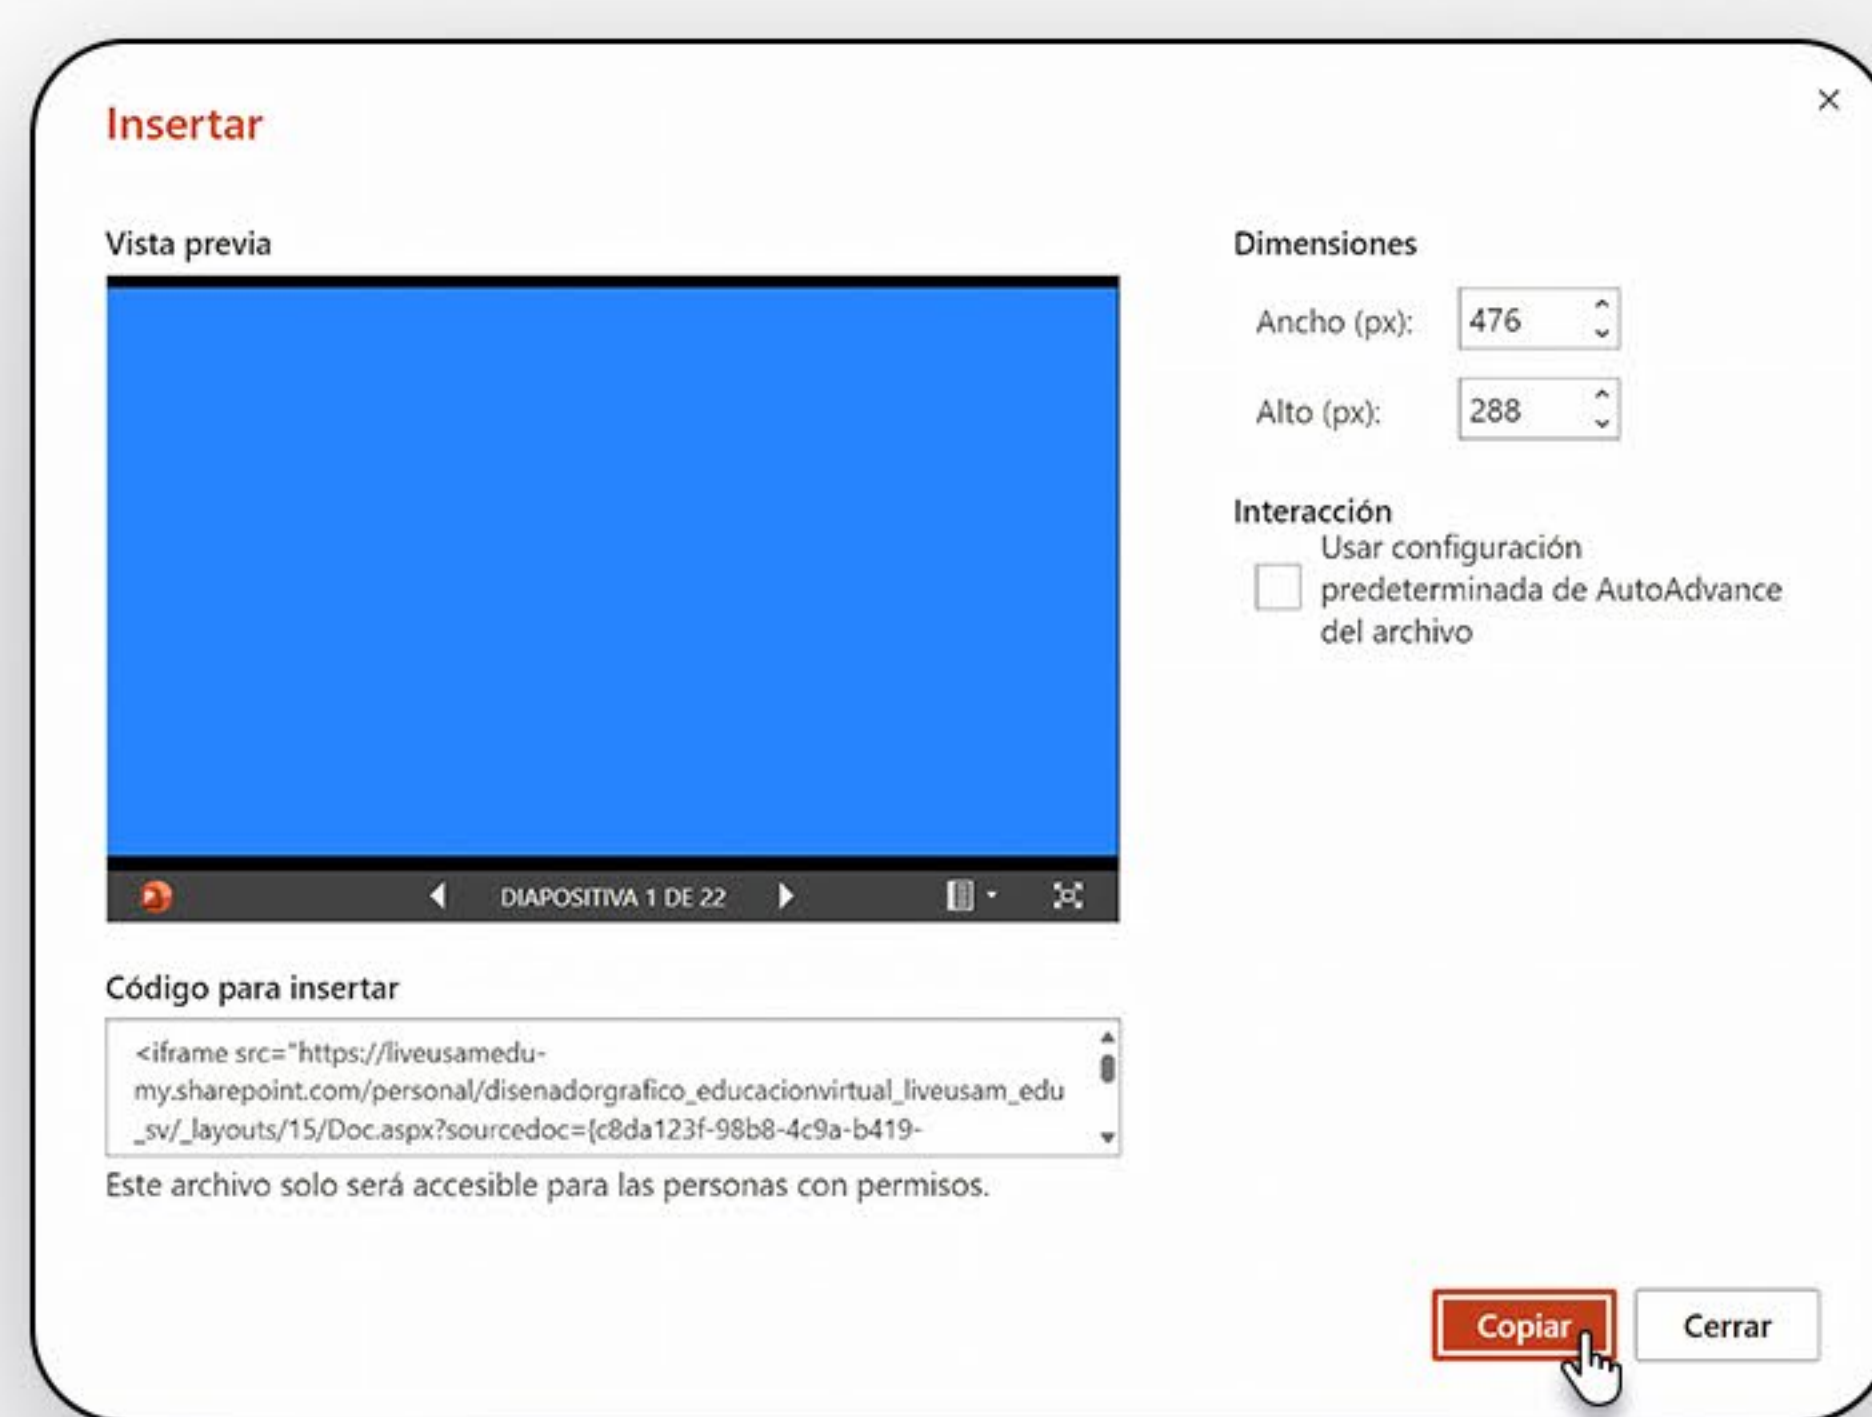 Insertar
Vista previa
Dimensiones
Ancho (px):
476
Alto (px):
288
Interacción
Usar configuración
predeterminada de AutoAdvance
del archivo
DIAPOSITIVA 1 DE 22
Código para insertar
<iframe src="https://liveusamedu-
my.sharepoint.com/personal/disenadorgrafico_educacionvirtual_liveusam_edu
_sv/_layouts/15/Doc.aspx?sourcedoc={c8da123f-98b8-4c9a-b419-
Este archivo solo será accesible para las personas con permisos.
Copiar
Cerrar